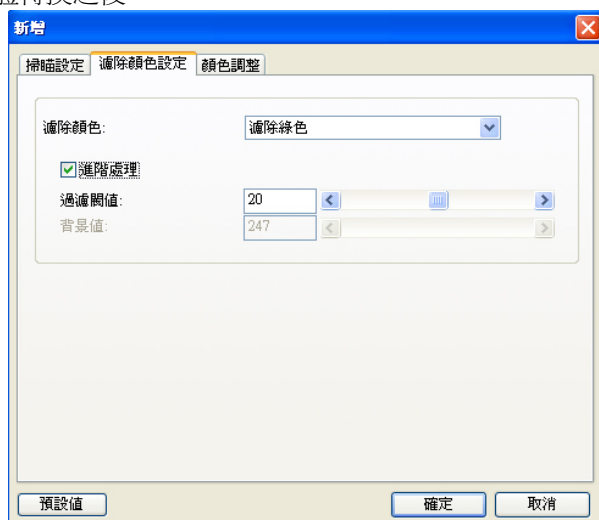 新增
掃瞄設定 濾除顏色設定 顏色調整
濾除顏色: 濾除綠色
進階處理
過濾閥值: 20
背景值: 247
預設值 確定 取消